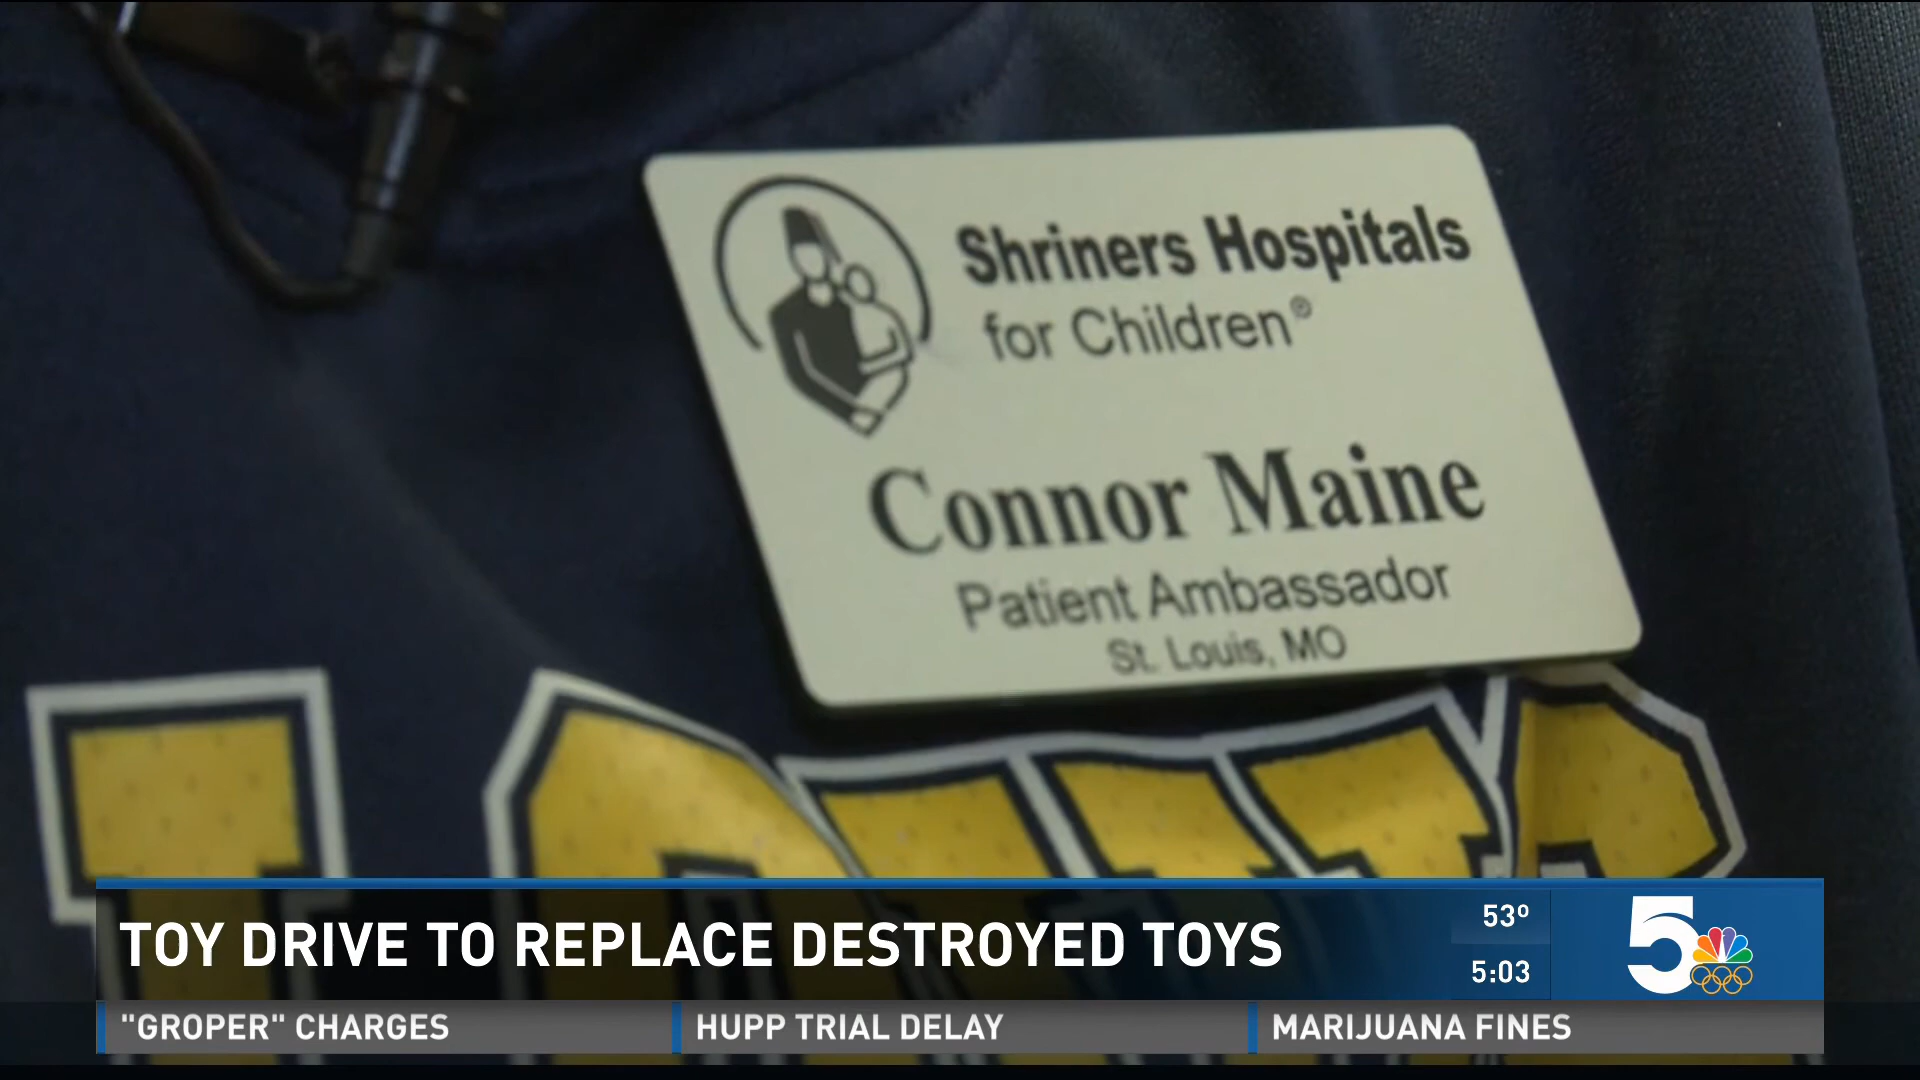 Shriners Hospitals
for Children®
Connor Maine
Patient Ambassador
St. Louis, MO
TOY DRIVE TO REPLACE DESTROYED TOYS
53º
5:03
5
"GROPER" CHARGES
HUPP TRIAL DELAY
MARIJUANA FINES